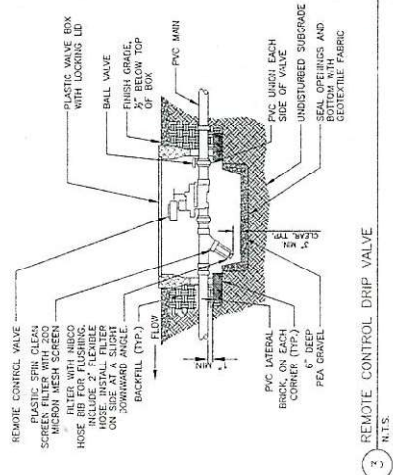 REMOTE CONTROL VALVE
PLASTIC SPIN CLEAN
SCREEN FILTER WITH 200
MICRON MESH SCREEN
FILTER WITH NIBCO
HOSE BIB FOR FLUSHING.
INCLUDE 2" FLEXIBLE
HOSE. INSTALL FILTER
ON SIDE AT A SLIGHT
DOWNWARD ANGLE.
BACKFILL (TYP.)
FLOW
1" MIN.
PVC LATERAL
BRICK, ON EACH
CORNER (TYP.)
6" DEEP
PEA GRAVEL
PLASTIC VALVE BOX
WITH LOCKING LID
BALL VALVE
FINISH GRADE,
½" BELOW TOP
OF BOX
PVC MAIN
PVC UNION EACH
SIDE OF VALVE
UNDISTURBED SUBGRADE
SEAL OPENINGS AND
BOTTOM WITH
GEOTEXTILE FABRIC
3" MIN.
CLEAR, TYP.
REMOTE CONTROL DRIP VALVE
N.T.S.